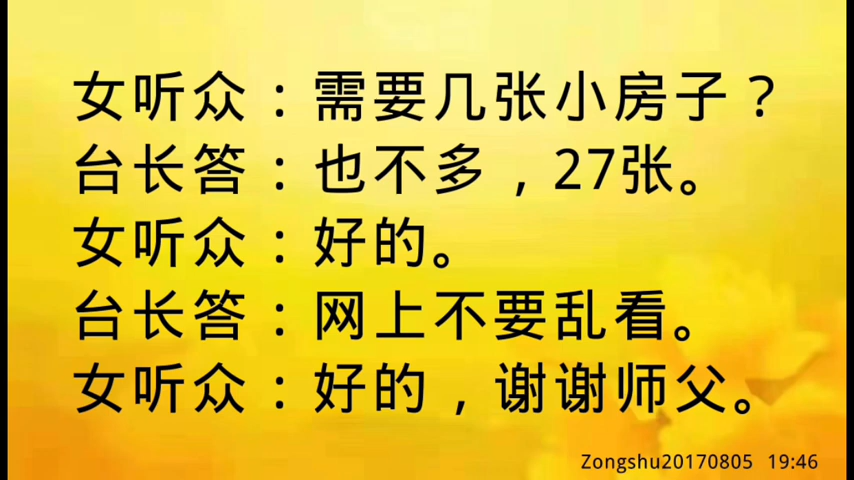 女听众：需要几张小房子？
台长答：也不多，27张。
女听众：好的。
台长答：网上不要乱看。
女听众：好的，谢谢师父。
Zongshu20170805 19:46